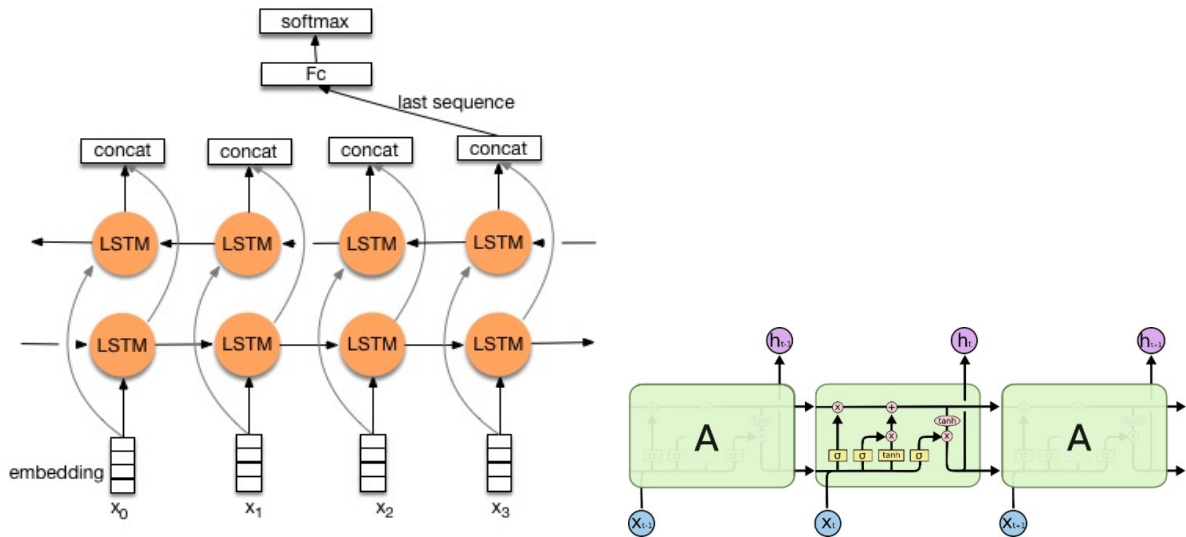 softmax
Fc
last sequence
concat concat concat concat
LSTM LSTM LSTM LSTM
LSTM LSTM LSTM LSTM
embedding
x0 x1 x2 x3
ht-1 ht ht+1
A x + tanh A
x x
σ σ tanh σ
Xt-1 Xt Xt+1